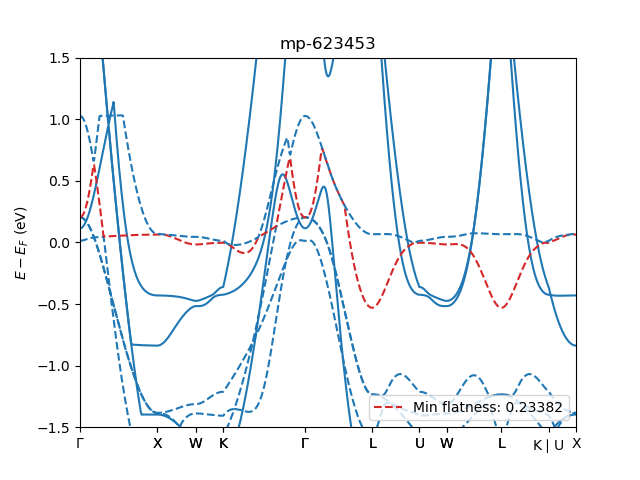 mp-623453
1.5
1.0
0.5
0.0
−0.5
−1.0
−1.5
E − E_F (eV)
Min flatness: 0.23382
Γ X W K Γ L U W L K | U X